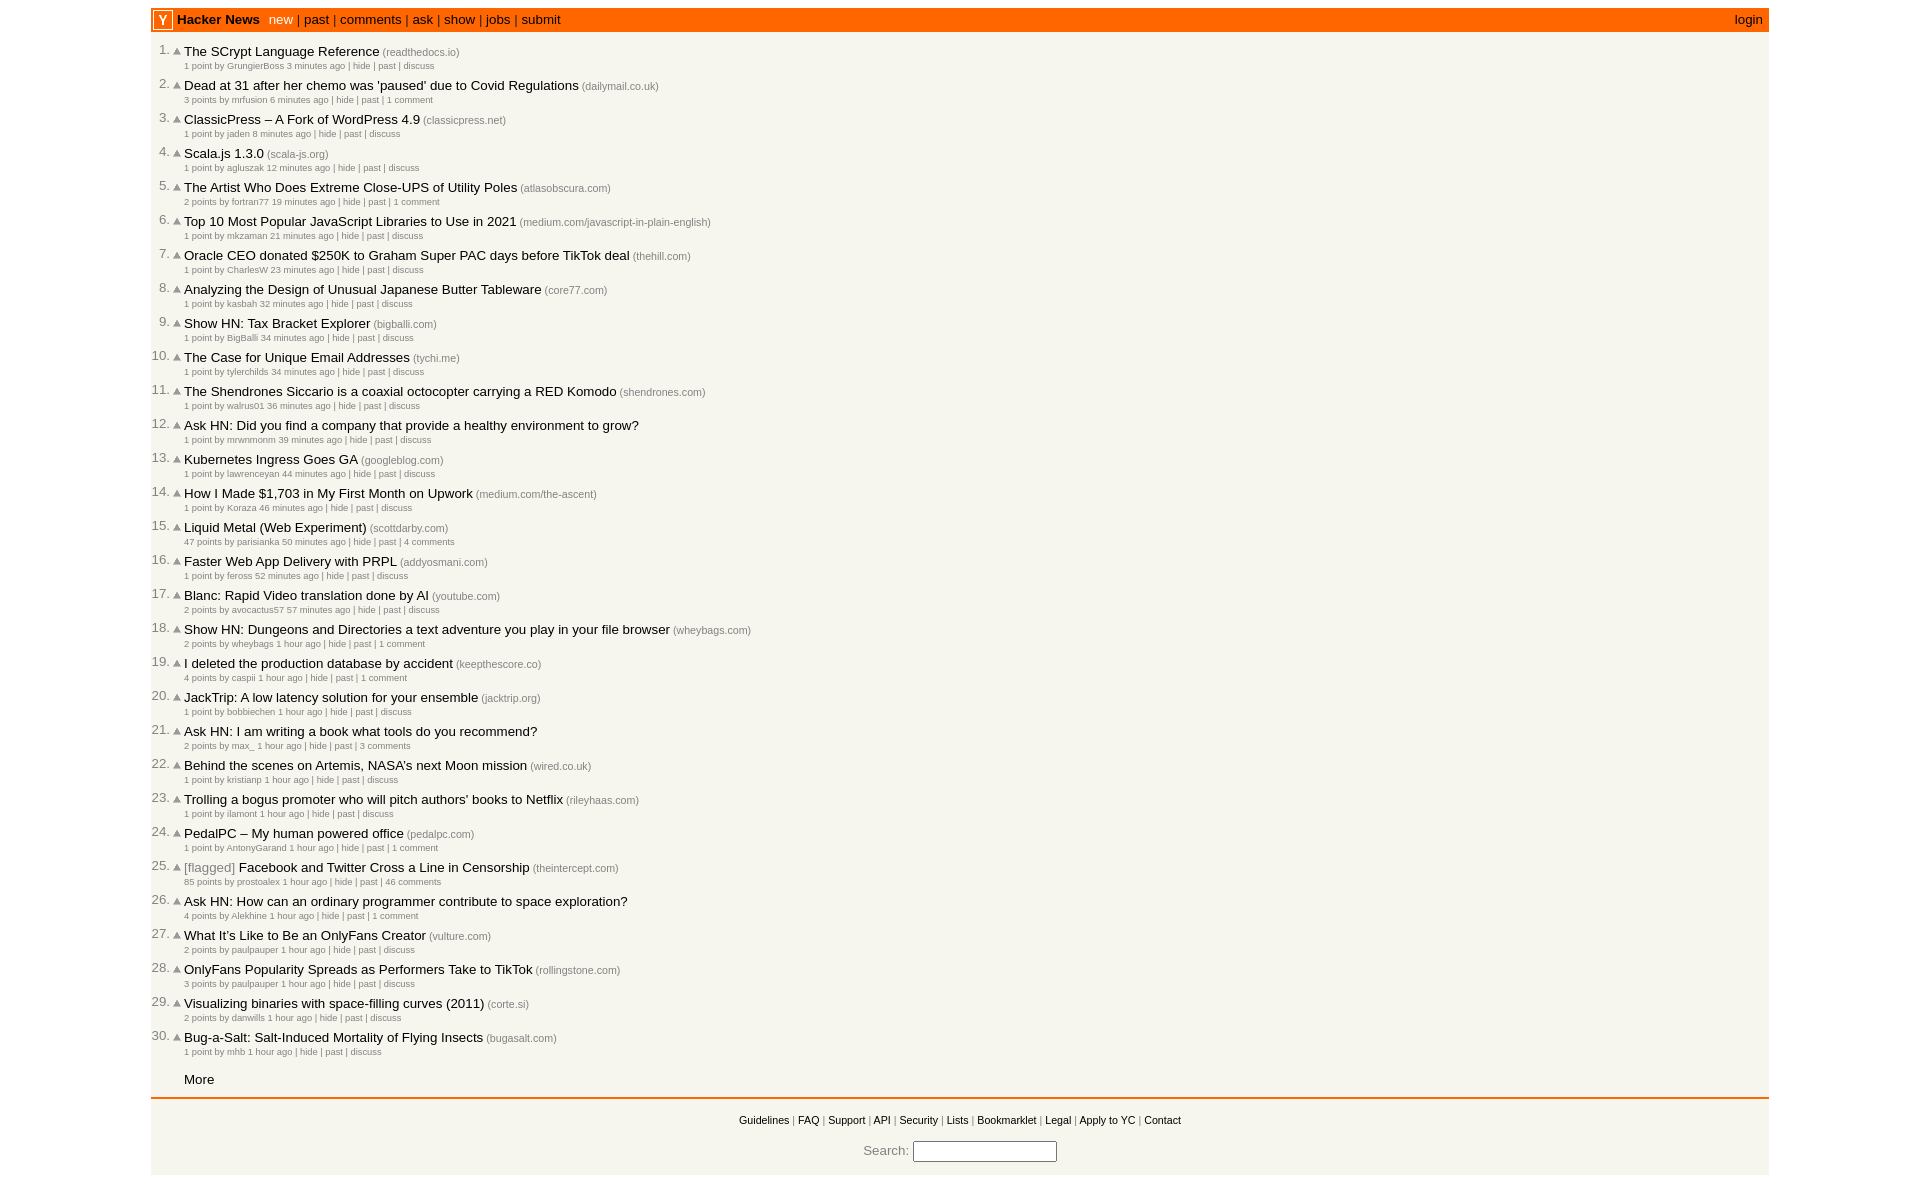 Y Hacker News new | past | comments | ask | show | jobs | submit login
1. The SCrypt Language Reference (readthedocs.io)
1 point by GrungierBoss 3 minutes ago | hide | past | discuss
2. Dead at 31 after her chemo was 'paused' due to Covid Regulations (dailymail.co.uk)
3 points by mrfusion 6 minutes ago | hide | past | 1 comment
3. ClassicPress – A Fork of WordPress 4.9 (classicpress.net)
1 point by jaden 8 minutes ago | hide | past | discuss
4. Scala.js 1.3.0 (scala-js.org)
1 point by agluszak 12 minutes ago | hide | past | discuss
5. The Artist Who Does Extreme Close-UPS of Utility Poles (atlasobscura.com)
2 points by fortran77 19 minutes ago | hide | past | 1 comment
6. Top 10 Most Popular JavaScript Libraries to Use in 2021 (medium.com/javascript-in-plain-english)
1 point by mkzaman 21 minutes ago | hide | past | discuss
7. Oracle CEO donated $250K to Graham Super PAC days before TikTok deal (thehill.com)
1 point by CharlesW 23 minutes ago | hide | past | discuss
8. Analyzing the Design of Unusual Japanese Butter Tableware (core77.com)
1 point by kasbah 32 minutes ago | hide | past | discuss
9. Show HN: Tax Bracket Explorer (bigballi.com)
1 point by BigBalli 34 minutes ago | hide | past | discuss
10. The Case for Unique Email Addresses (tychi.me)
1 point by tylerchilds 34 minutes ago | hide | past | discuss
11. The Shendrones Siccario is a coaxial octocopter carrying a RED Komodo (shendrones.com)
1 point by walrus01 36 minutes ago | hide | past | discuss
12. Ask HN: Did you find a company that provide a healthy environment to grow?
1 point by mrwnmonm 39 minutes ago | hide | past | discuss
13. Kubernetes Ingress Goes GA (googleblog.com)
1 point by lawrenceyan 44 minutes ago | hide | past | discuss
14. How I Made $1,703 in My First Month on Upwork (medium.com/the-ascent)
1 point by Koraza 46 minutes ago | hide | past | discuss
15. Liquid Metal (Web Experiment) (scottdarby.com)
47 points by parisianka 50 minutes ago | hide | past | 4 comments
16. Faster Web App Delivery with PRPL (addyosmani.com)
1 point by feross 52 minutes ago | hide | past | discuss
17. Blanc: Rapid Video translation done by AI (youtube.com)
2 points by avocactus57 57 minutes ago | hide | past | discuss
18. Show HN: Dungeons and Directories a text adventure you play in your file browser (wheybags.com)
2 points by wheybags 1 hour ago | hide | past | 1 comment
19. I deleted the production database by accident (keepthescore.co)
4 points by caspii 1 hour ago | hide | past | 1 comment
20. JackTrip: A low latency solution for your ensemble (jacktrip.org)
1 point by bobbiechen 1 hour ago | hide | past | discuss
21. Ask HN: I am writing a book what tools do you recommend?
2 points by max_ 1 hour ago | hide | past | 3 comments
22. Behind the scenes on Artemis, NASA's next Moon mission (wired.co.uk)
1 point by kristianp 1 hour ago | hide | past | discuss
23. Trolling a bogus promoter who will pitch authors' books to Netflix (rileyhaas.com)
1 point by ilamont 1 hour ago | hide | past | discuss
24. PedalPC – My human powered office (pedalpc.com)
1 point by AntonyGarand 1 hour ago | hide | past | 1 comment
25. [flagged] Facebook and Twitter Cross a Line in Censorship (theintercept.com)
85 points by prostoalex 1 hour ago | hide | past | 46 comments
26. Ask HN: How can an ordinary programmer contribute to space exploration?
4 points by Alekhine 1 hour ago | hide | past | 1 comment
27. What It's Like to Be an OnlyFans Creator (vulture.com)
2 points by paulpauper 1 hour ago | hide | past | discuss
28. OnlyFans Popularity Spreads as Performers Take to TikTok (rollingstone.com)
3 points by paulpauper 1 hour ago | hide | past | discuss
29. Visualizing binaries with space-filling curves (2011) (corte.si)
2 points by danwills 1 hour ago | hide | past | discuss
30. Bug-a-Salt: Salt-Induced Mortality of Flying Insects (bugasalt.com)
1 point by mhb 1 hour ago | hide | past | discuss
More
Guidelines | FAQ | Support | API | Security | Lists | Bookmarklet | Legal | Apply to YC | Contact
Search: